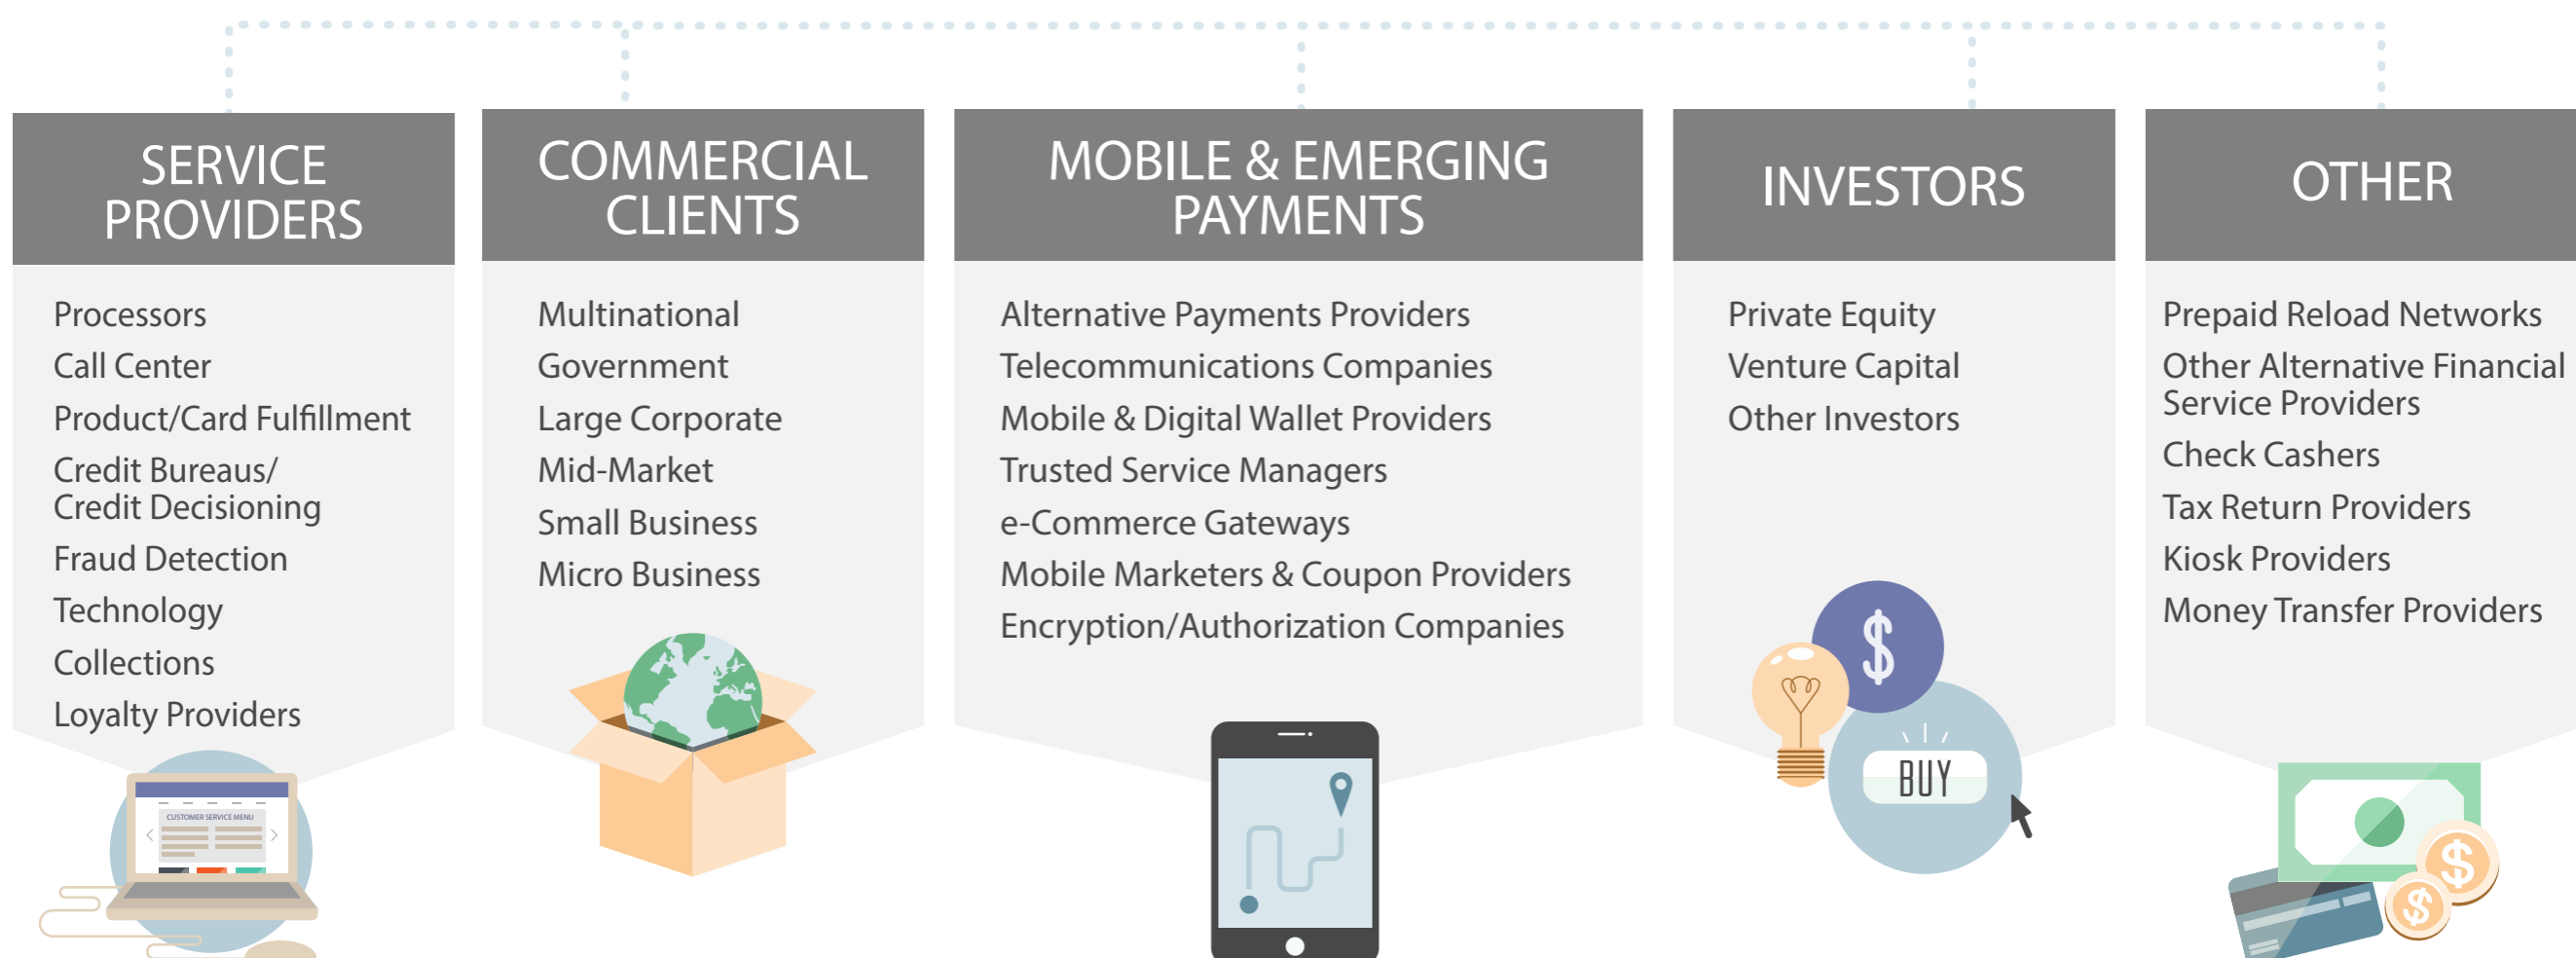 SERVICE
PROVIDERS
Processors
Call Center
Product/Card Fulfillment
Credit Bureaus/
Credit Decisioning
Fraud Detection
Technology
Collections
Loyalty Providers
CUSTOMER SERVICE MENU
COMMERCIAL
CLIENTS
Multinational
Government
Large Corporate
Mid-Market
Small Business
Micro Business
MOBILE & EMERGING
PAYMENTS
Alternative Payments Providers
Telecommunications Companies
Mobile & Digital Wallet Providers
Trusted Service Managers
e-Commerce Gateways
Mobile Marketers & Coupon Providers
Encryption/Authorization Companies
INVESTORS
Private Equity
Venture Capital
Other Investors
$
BUY
OTHER
Prepaid Reload Networks
Other Alternative Financial
Service Providers
Check Cashers
Tax Return Providers
Kiosk Providers
Money Transfer Providers
$
$